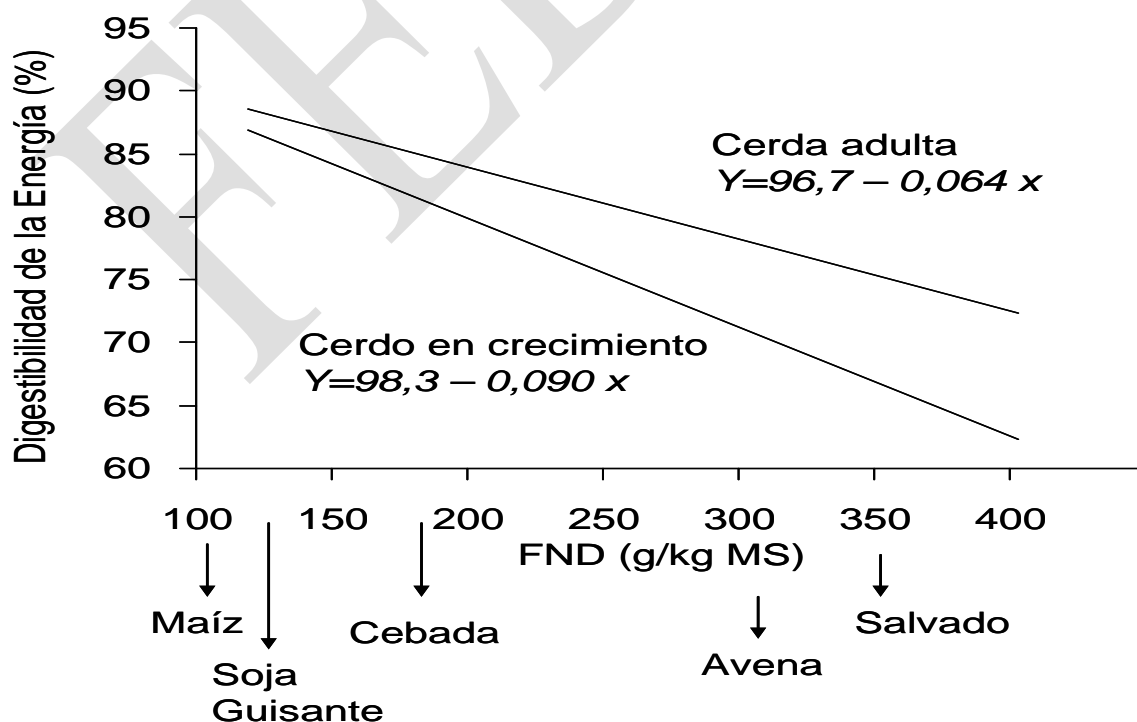 Digestibilidad de la Energía (%)
95
90
85
80
75
70
65
60
Cerda adulta
Y=96,7 – 0,064 x
Cerdo en crecimiento
Y=98,3 – 0,090 x
100 150 200 250 300 350 400
FND (g/kg MS)
Maíz
Soja
Guisante
Cebada
Avena
Salvado